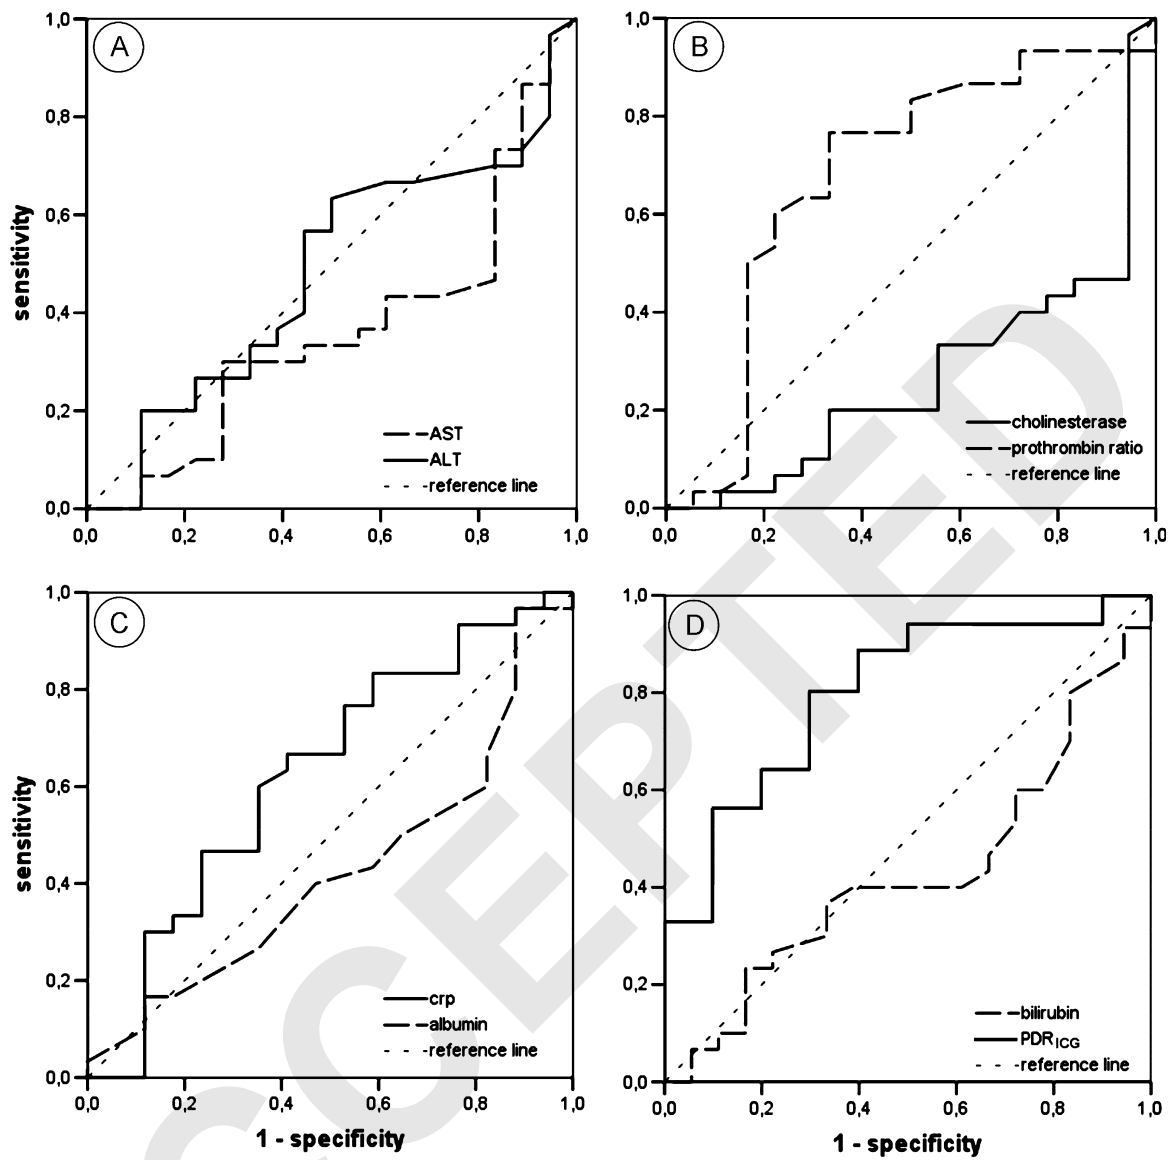 A
1,0
0,8
0,6
0,4
0,2
0,0
sensitivity
AST
ALT
reference line
0,0 0,2 0,4 0,6 0,8 1,0
B
1,0
0,8
0,6
0,4
0,2
0,0
cholinesterase
prothrombin ratio
reference line
0,0 0,2 0,4 0,6 0,8 1,0
C
1,0
0,8
0,6
0,4
0,2
0,0
sensitivity
crp
albumin
reference line
0,0 0,2 0,4 0,6 0,8 1,0
1 - specificity
D
1,0
0,8
0,6
0,4
0,2
0,0
bilirubin
PDR ICG
reference line
0,0 0,2 0,4 0,6 0,8 1,0
1 - specificity
CCEPTED